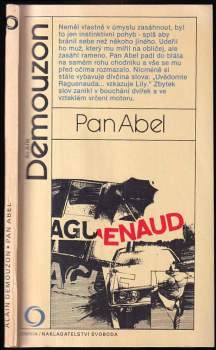 Neměl vlastně v úmyslu zasáhnout, byl
to jen instinktivní pohyb - spíš aby
bránil sebe než někoho jiného. Udeřil
ho muž, který mu mířil na obličej, ale
zasáhl rameno. Pan Abel padl do bláta
na samém rohu chodníku a vše se mu
před očima rozmazalo. Nicméně si
stále vybavuje dívčina slova: „Uvědomte
Raguenauda... vzkazuje Lily.“ Zbytek
slov zanikl v bouchání dvířek a ve
vzteklém vrčení motoru.
ALAIN
Demouzon
Pan Abel
AGUENAUD
ALAIN DEMOUZON • PAN ABEL
NAKLADATELSTVÍ SVOBODA